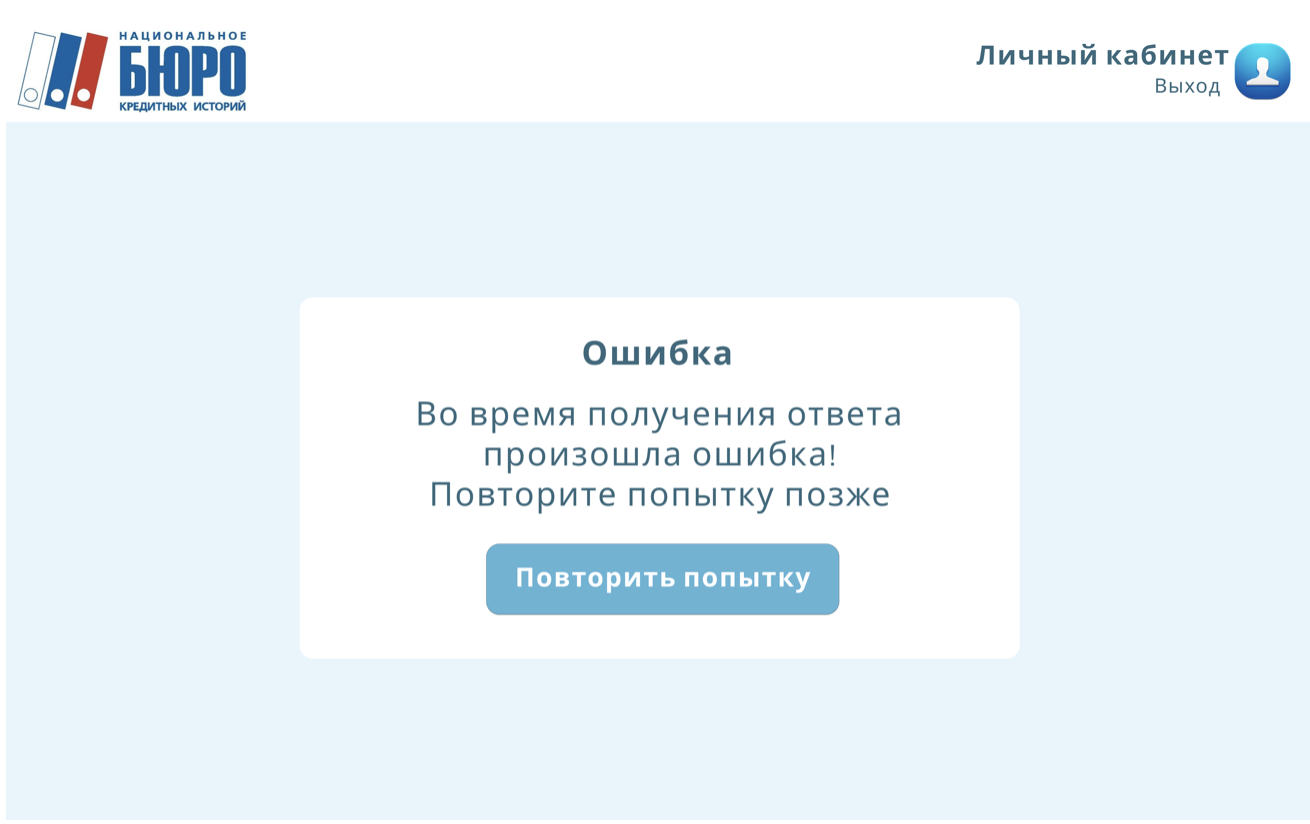 НАЦИОНАЛЬНОЕ
БЮРО
КРЕДИТНЫХ ИСТОРИЙ
Личный кабинет
Выход
Ошибка
Во время получения ответа
произошла ошибка!
Повторите попытку позже
Повторить попытку